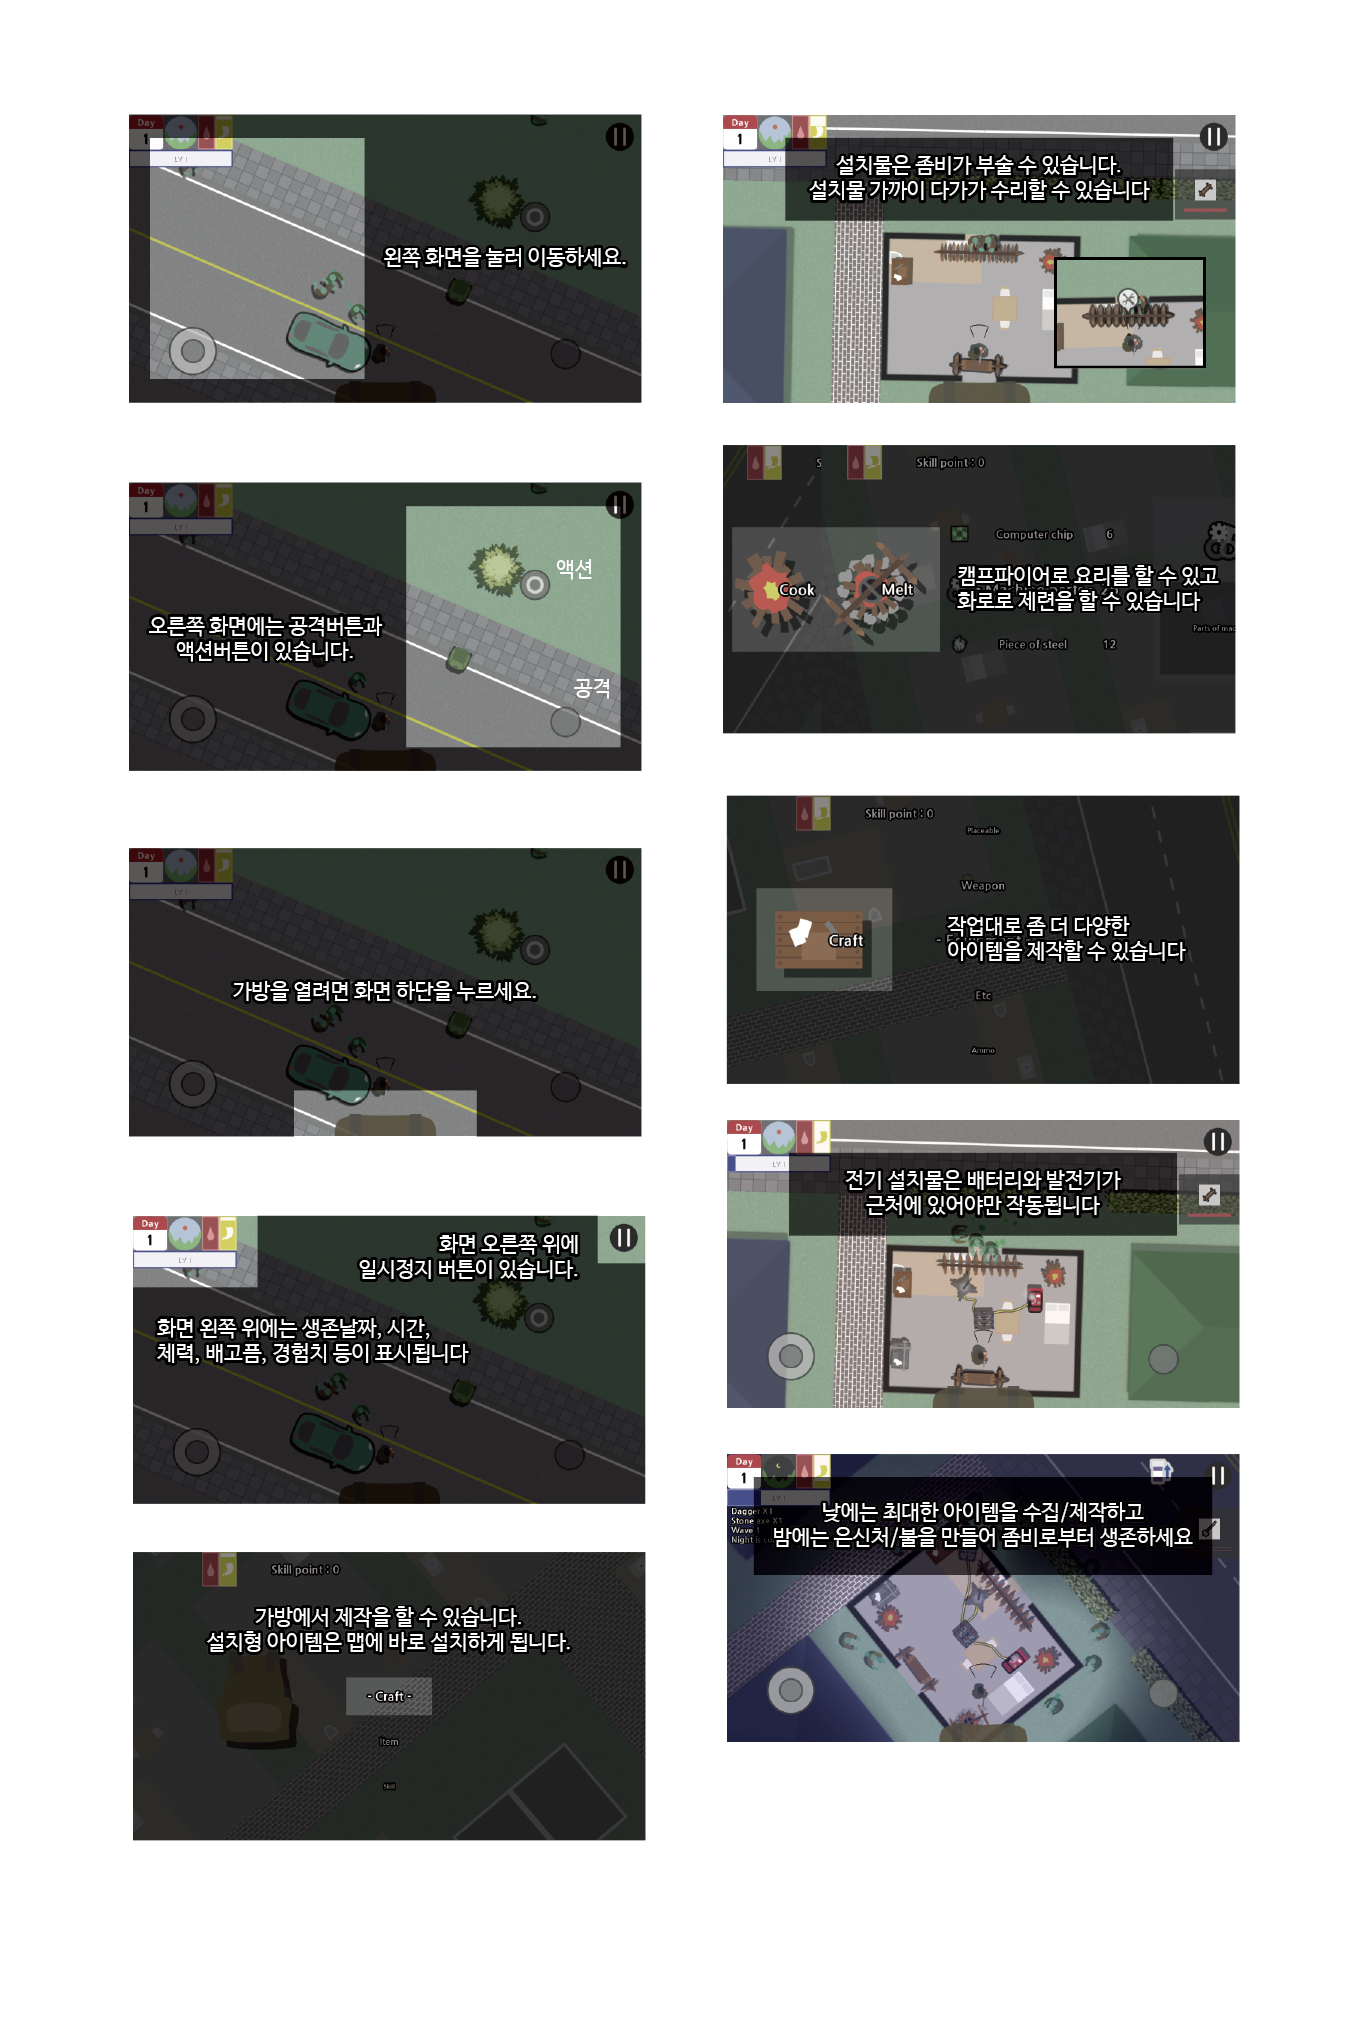 Day
1
LV 1
왼쪽 화면을 눌러 이동하세요.
Day
1
LV 1
액션
오른쪽 화면에는 공격버튼과
액션버튼이 있습니다.
공격
Day
1
LV 1
가방을 열려면 화면 하단을 누르세요.
Day
1
LV 1
화면 오른쪽 위에
일시정지 버튼이 있습니다.
화면 왼쪽 위에는 생존날짜, 시간,
체력, 배고픔, 경험치 등이 표시됩니다
Skill point : 0
가방에서 제작을 할 수 있습니다.
설치형 아이템은 맵에 바로 설치하게 됩니다.
- Craft -
Item
Skill
Day
1
LV 1
설치물은 좀비가 부술 수 있습니다.
설치물 가까이 다가가 수리할 수 있습니다
S
Skill point : 0
Computer chip 6
Cook
Melt
캠프파이어로 요리를 할 수 있고
화로로 제련을 할 수 있습니다
Parts of mac
Piece of steel 12
Skill point : 0
Placeable
Weapon
Craft
작업대로 좀 더 다양한
아이템을 제작할 수 있습니다
Etc
Ammo
Day
1
LV 1
전기 설치물은 배터리와 발전기가
근처에 있어야만 작동됩니다
Day
1
LV 1
Dagger X1
Stone axe X1
Wave 1
Night is co
낮에는 최대한 아이템을 수집/제작하고
밤에는 은신처/불을 만들어 좀비로부터 생존하세요